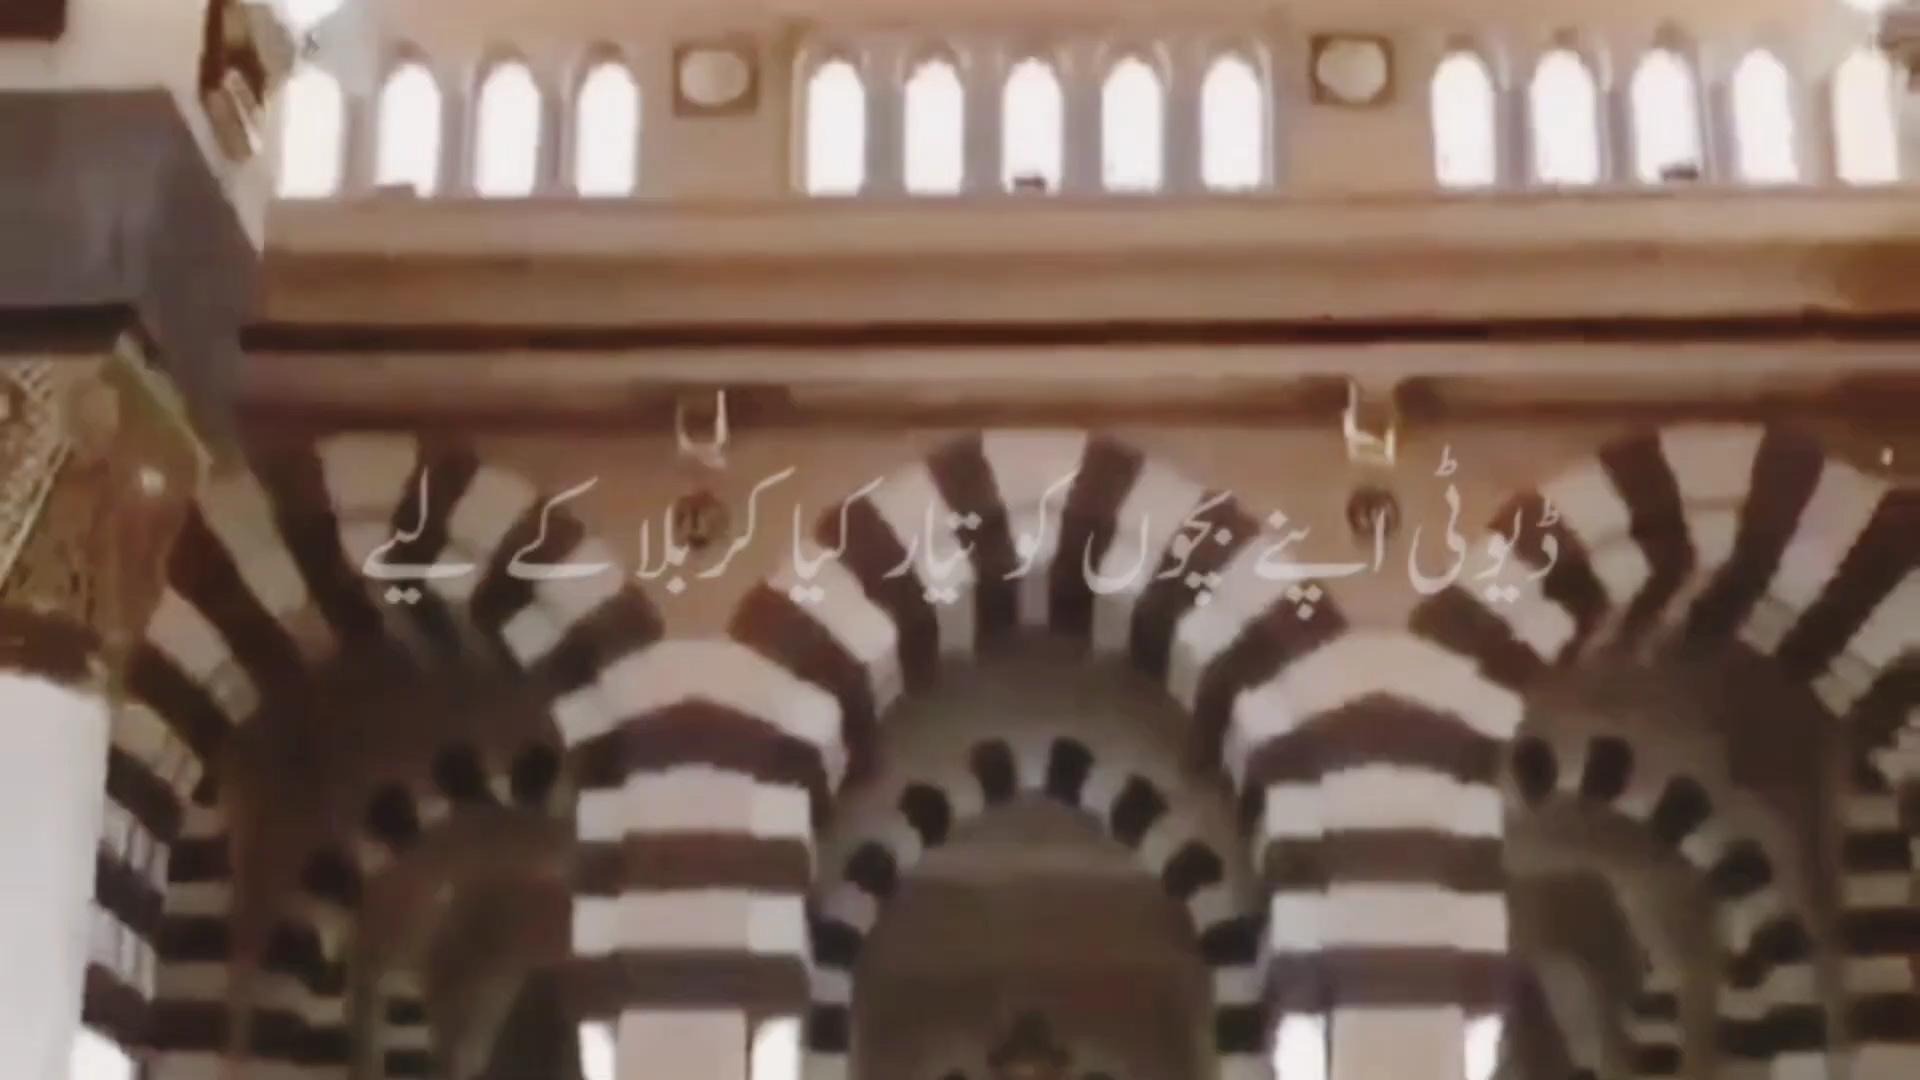 ڈیوٹی اپنے بچوں کو تیار کیا کربلا کے لیے